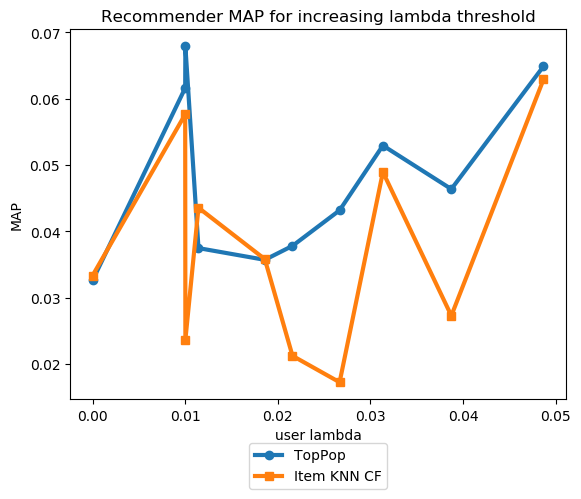 Recommender MAP for increasing lambda threshold
0.07
0.06
0.05
0.04
0.03
0.02
MAP
0.00 0.01 0.02 0.03 0.04 0.05
user lambda
TopPop
Item KNN CF